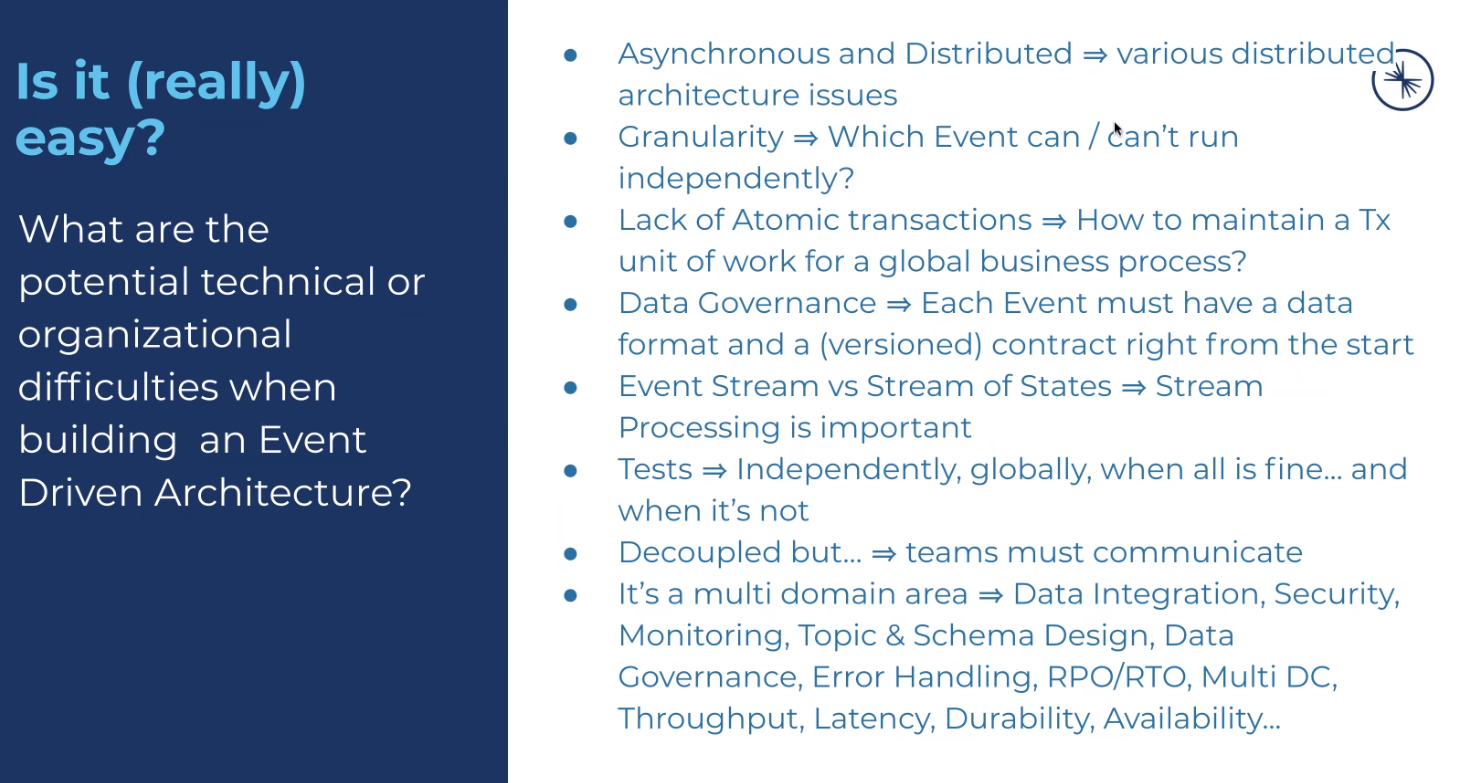 Is it (really)
easy?
What are the
potential technical or
organizational
difficulties when
building  an Event
Driven Architecture?
● Asynchronous and Distributed ⇒ various distributed
architecture issues
● Granularity ⇒ Which Event can / can’t run
independently?
● Lack of Atomic transactions ⇒ How to maintain a Tx
unit of work for a global business process?
● Data Governance ⇒ Each Event must have a data
format and a (versioned) contract right from the start
● Event Stream vs Stream of States ⇒ Stream
Processing is important
● Tests ⇒ Independently, globally, when all is fine… and
when it’s not
● Decoupled but… ⇒ teams must communicate
● It’s a multi domain area ⇒ Data Integration, Security,
Monitoring, Topic & Schema Design, Data
Governance, Error Handling, RPO/RTO, Multi DC,
Throughput, Latency, Durability, Availability…